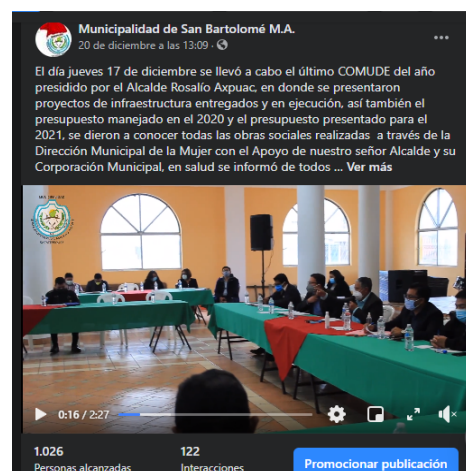 Municipalidad de San Bartolomé M.A.
20 de diciembre a las 13:09 ·
El día jueves 17 de diciembre se llevó a cabo el último COMUDE del año
presidido por el Alcalde Rosalío Axpuac, en donde se presentaron
proyectos de infraestructura entregados y en ejecución, así también el
presupuesto manejado en el 2020 y el presupuesto presentado para el
2021, se dieron a conocer todas las obras sociales realizadas a través de la
Dirección Municipal de la Mujer con el Apoyo de nuestro señor Alcalde y su
Corporación Municipal, en salud se informó de todos ... Ver más
0:16 / 2:27
1.026 122
Personas alcanzadas Interacciones
Promocionar publicación